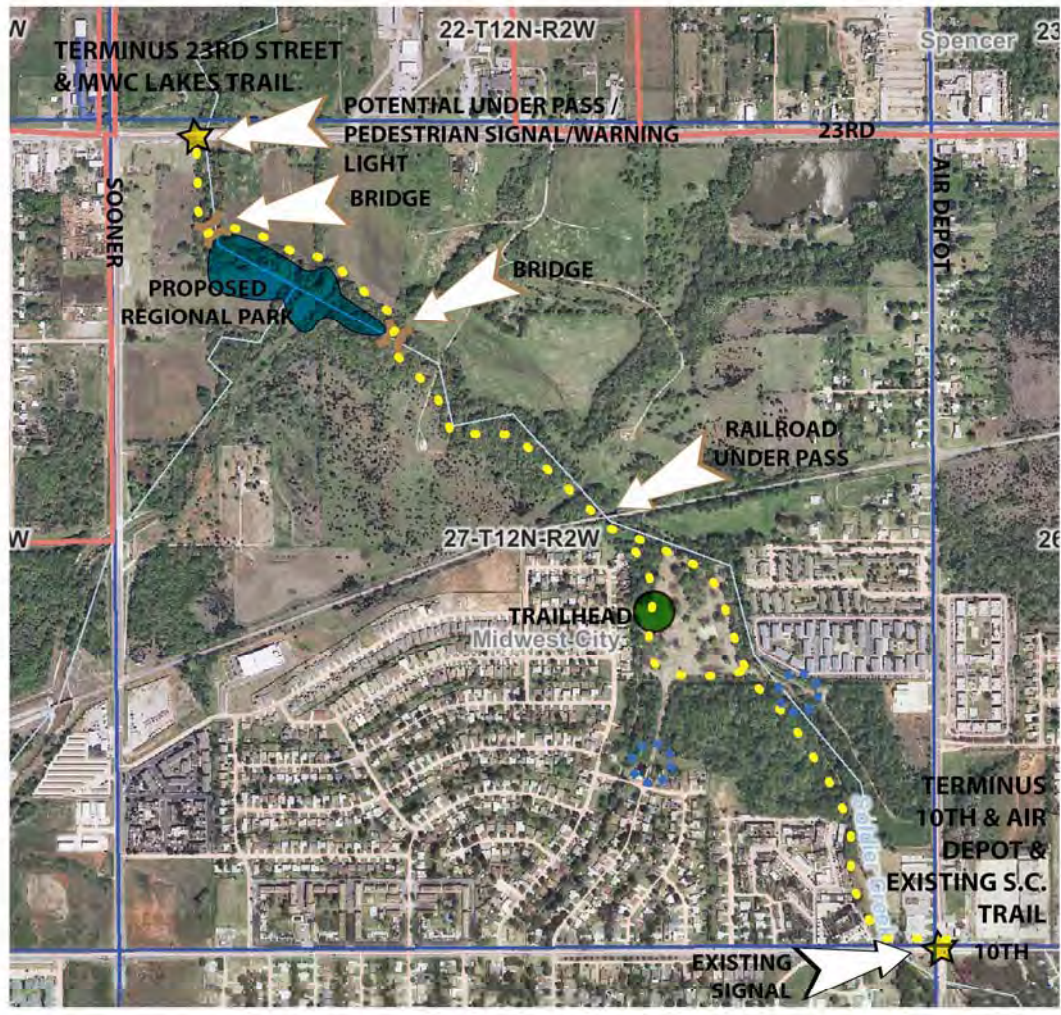 W
22-T12N-R2W
23
Spencer
TERMINUS 23RD STREET
& MWC LAKES TRAIL
POTENTIAL UNDER PASS /
PEDESTRIAN SIGNAL/WARNING
LIGHT
23RD
SOONER
AIR DEPOT
BRIDGE
BRIDGE
PROPOSED
REGIONAL PARK
RAILROAD
UNDER PASS
W
27-T12N-R2W
26
TRAILHEAD
Midwest City
TERMINUS
10TH & AIR
DEPOT &
EXISTING S.C.
TRAIL
EXISTING
SIGNAL
10TH